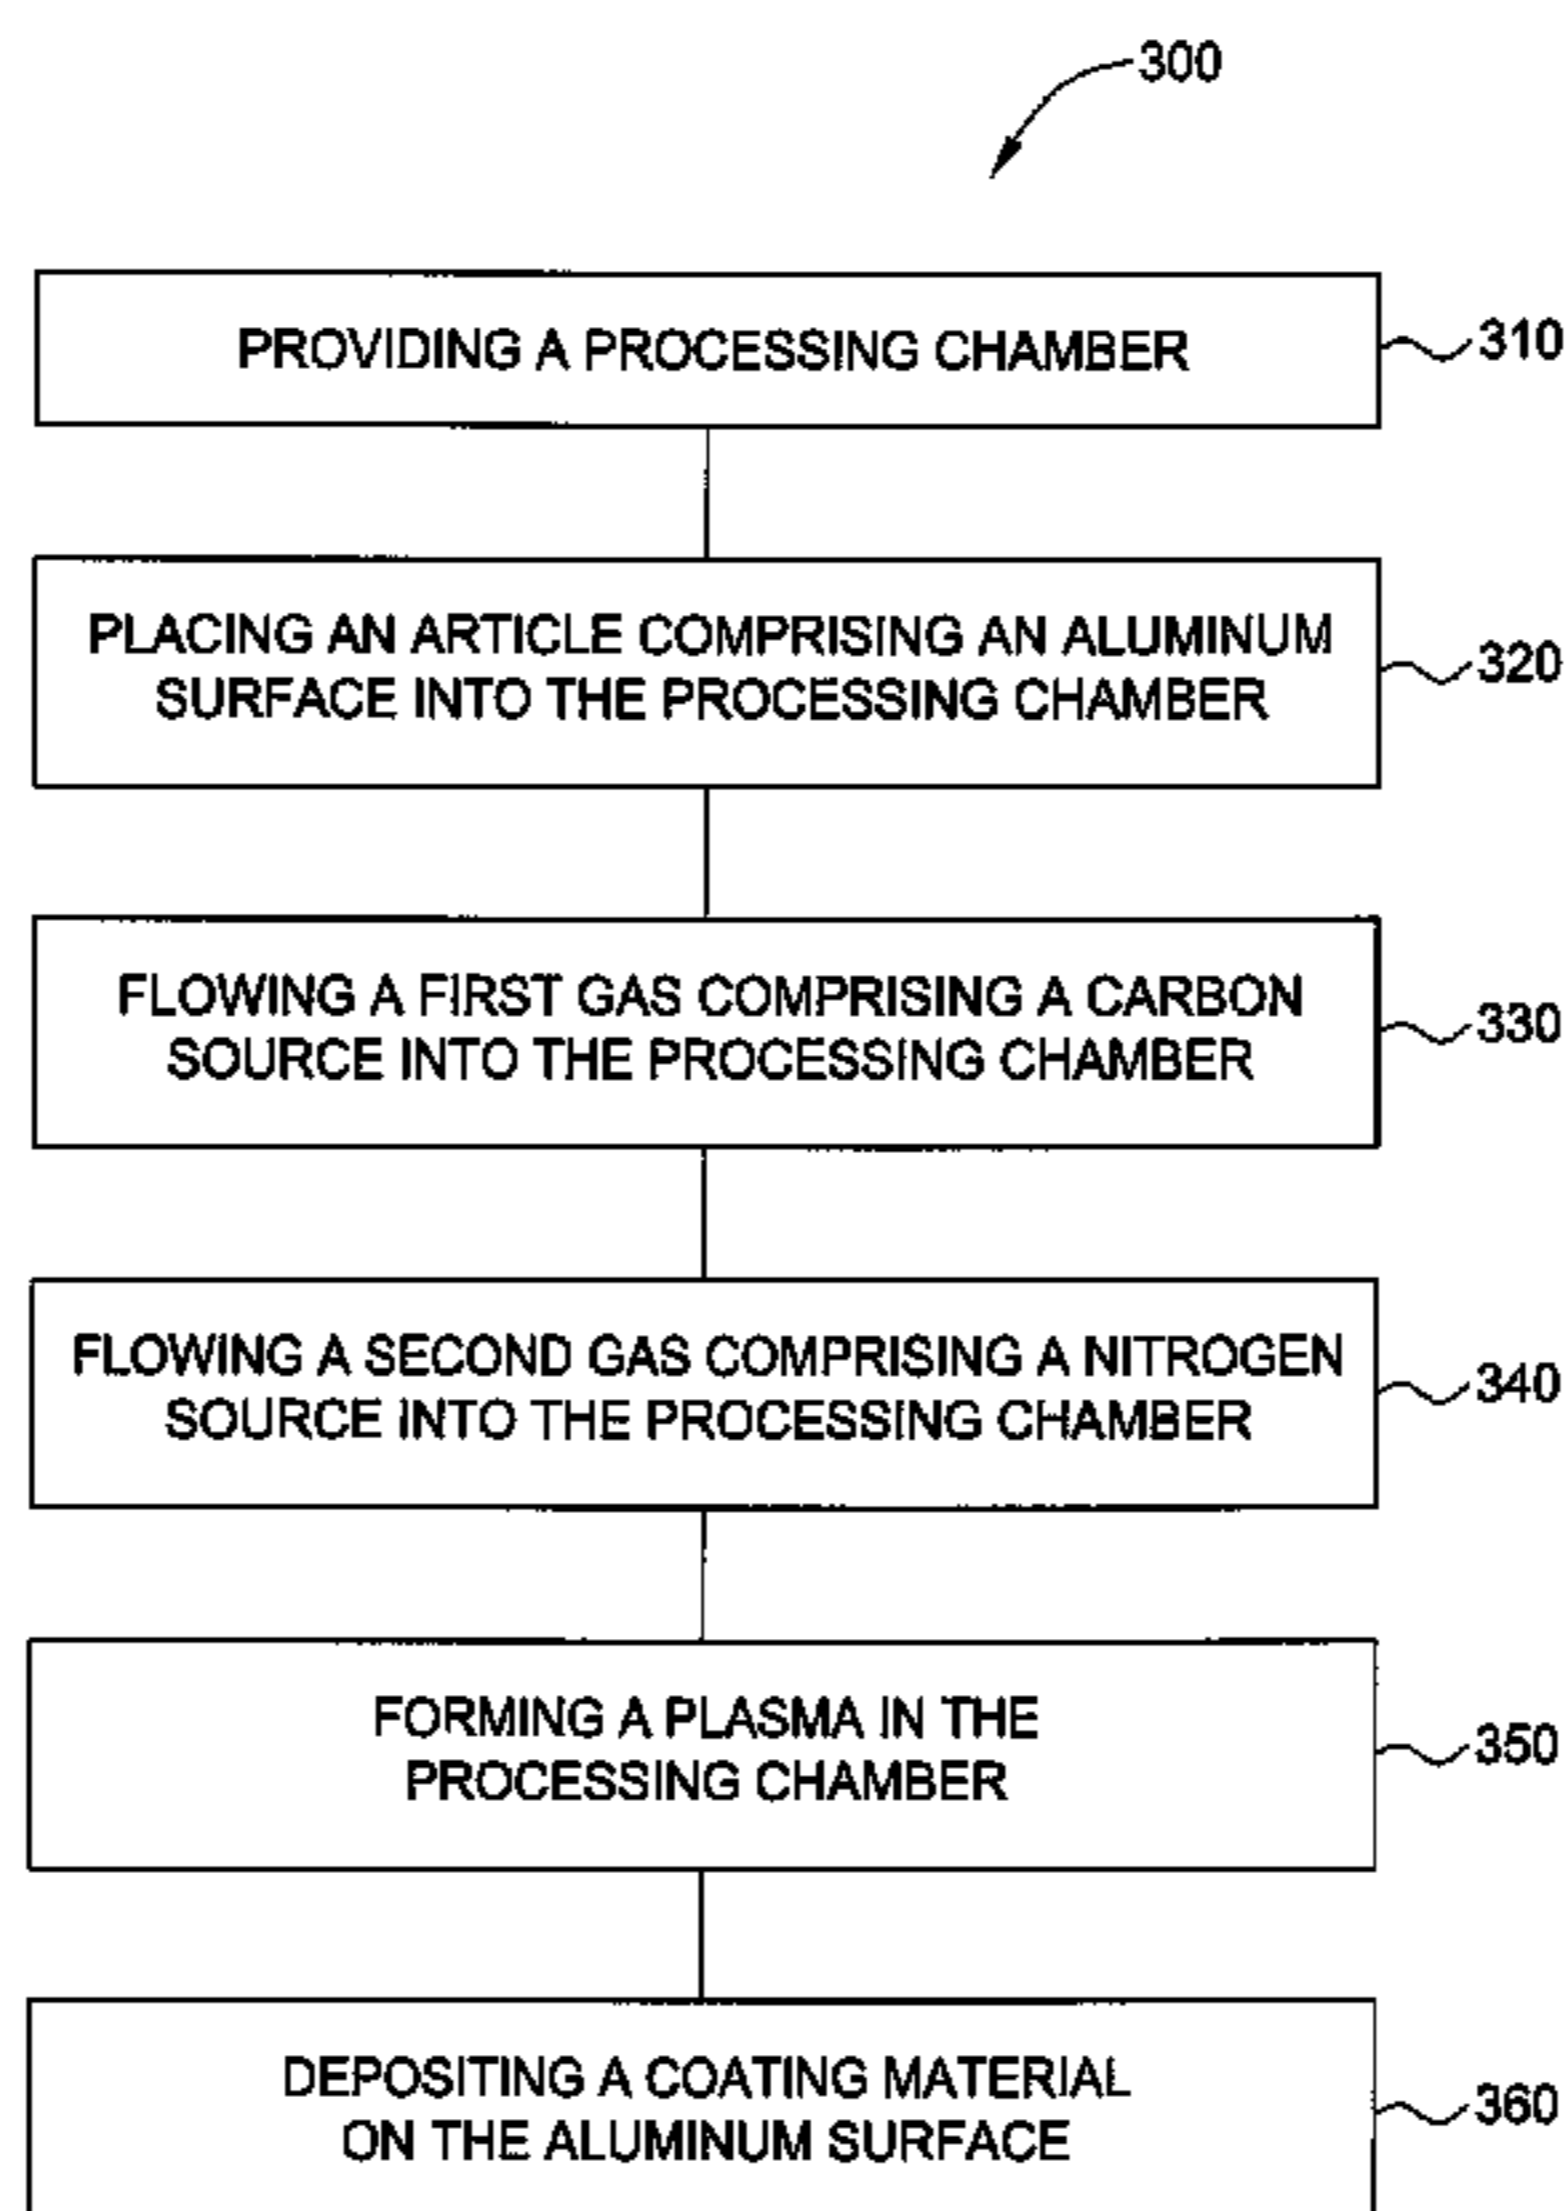 300
PROVIDING A PROCESSING CHAMBER
310
PLACING AN ARTICLE COMPRISING AN ALUMINUM
SURFACE INTO THE PROCESSING CHAMBER
320
FLOWING A FIRST GAS COMPRISING A CARBON
SOURCE INTO THE PROCESSING CHAMBER
330
FLOWING A SECOND GAS COMPRISING A NITROGEN
SOURCE INTO THE PROCESSING CHAMBER
340
FORMING A PLASMA IN THE
PROCESSING CHAMBER
350
DEPOSITING A COATING MATERIAL
ON THE ALUMINUM SURFACE
360